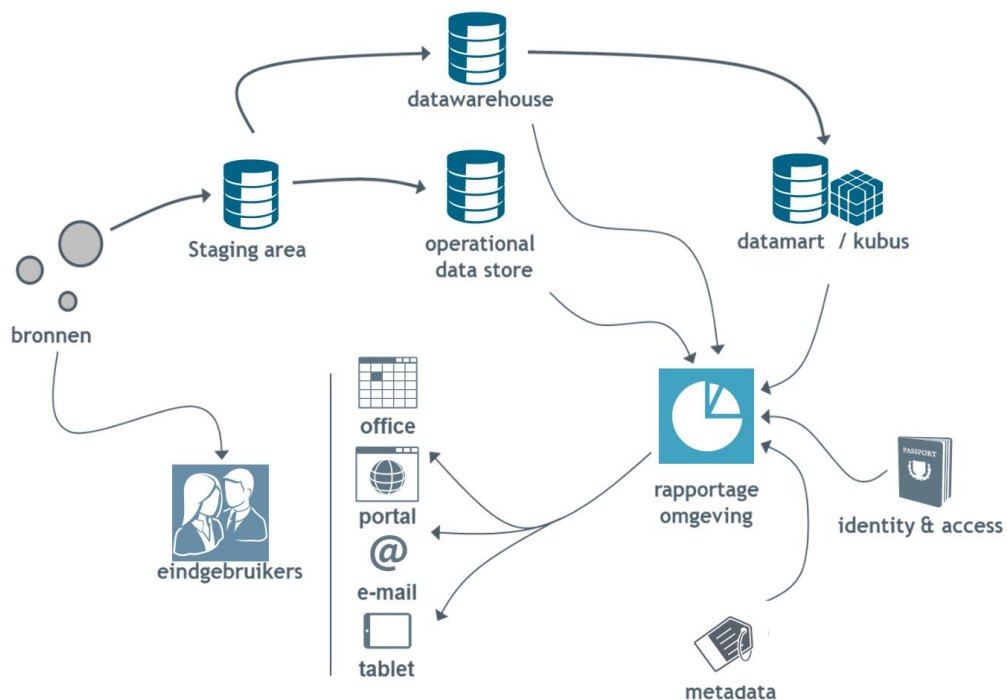 datawarehouse
Staging area
operational
data store
datamart / kubus
bronnen
office
portal
@
e-mail
tablet
eindgebruikers
rapportage
omgeving
PASSPORT
identity & access
metadata